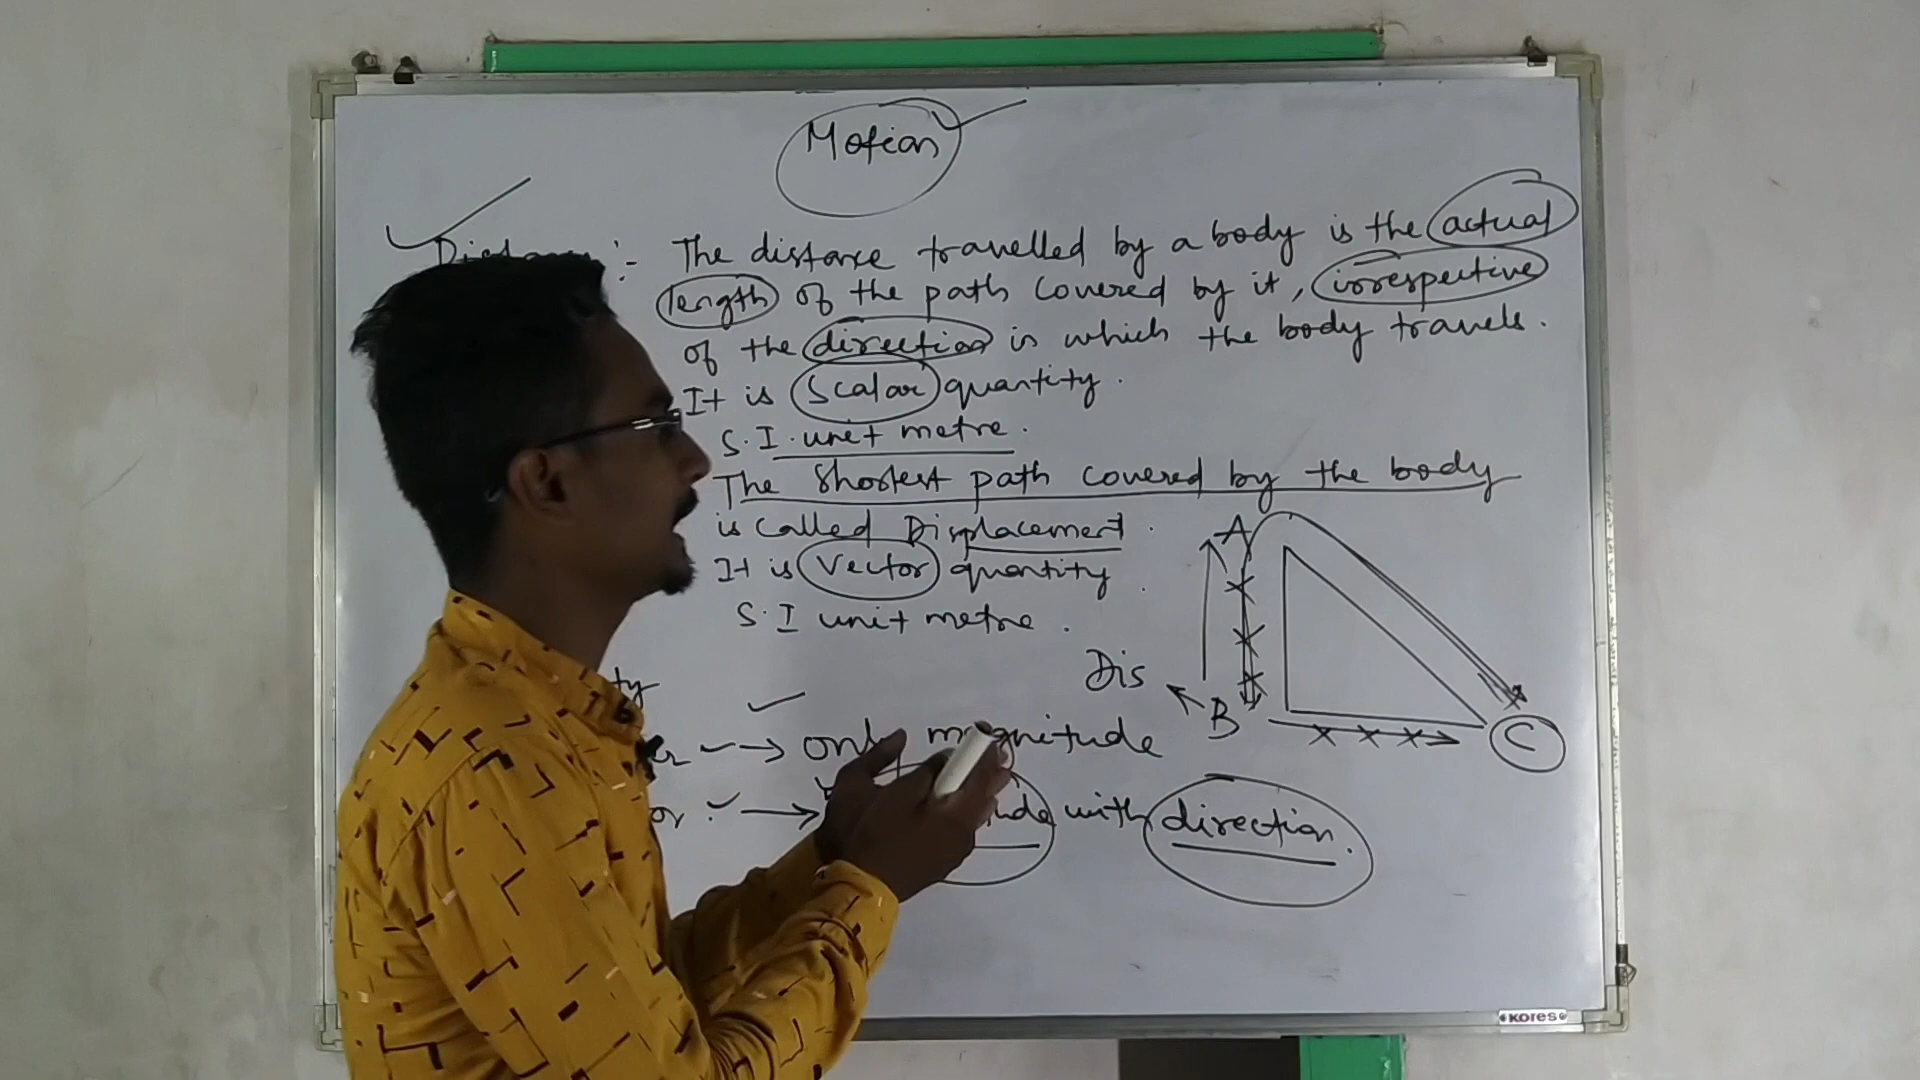 Motion
Distance :- The distance travelled by a body is the actual
length of the path covered by it, irrespective
of the direction in which the body travels.
It is Scalar quantity.
S.I. unit metre.
The Shortest path covered by the body
is called Displacement.
It is Vector quantity.
S.I unit metre.
A
Dis
B
C
only magnitude
with direction.
KORES